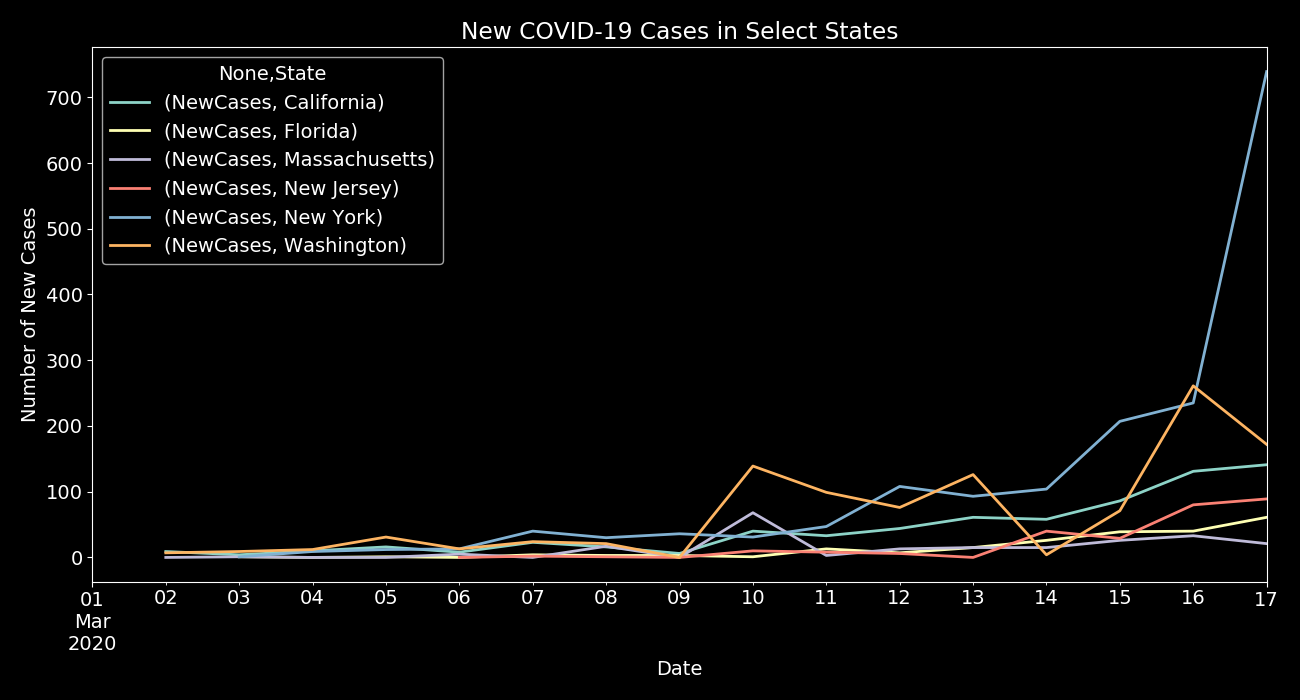 New COVID-19 Cases in Select States
None,State
(NewCases, California)
(NewCases, Florida)
(NewCases, Massachusetts)
(NewCases, New Jersey)
(NewCases, New York)
(NewCases, Washington)
Number of New Cases
700
600
500
400
300
200
100
0
01 02 03 04 05 06 07 08 09 10 11 12 13 14 15 16 17
Mar
2020
Date